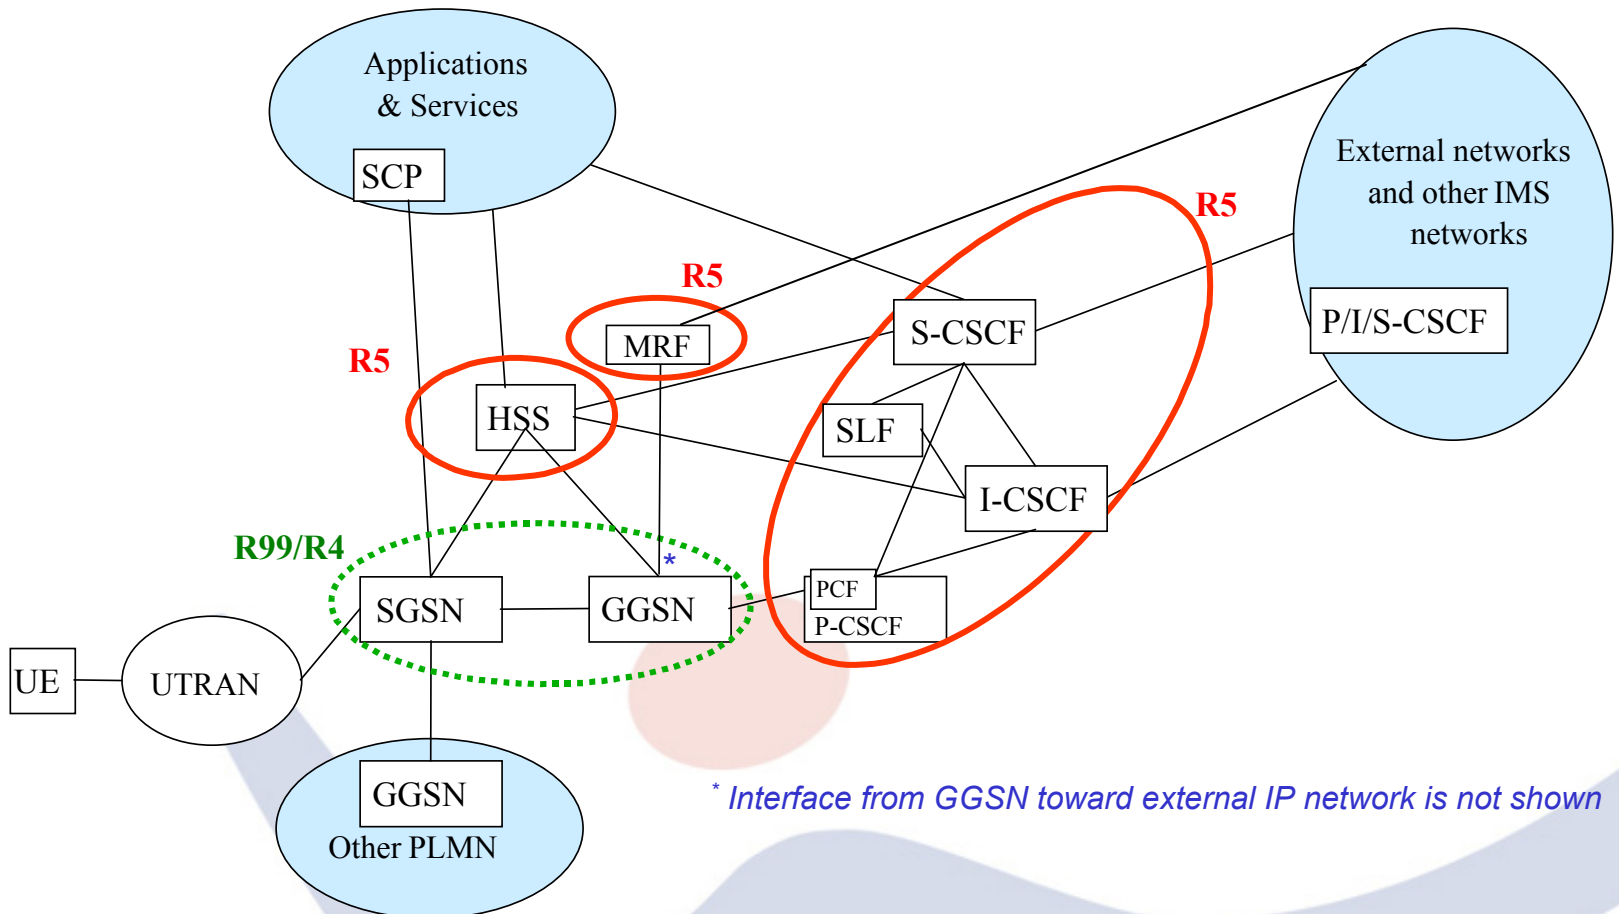 Applications
& Services
SCP
External networks
and other IMS
networks
P/I/S-CSCF
R5
R5
R5
MRF
S-CSCF
HSS
SLF
I-CSCF
R99/R4
*
SGSN
GGSN
PCF
P-CSCF
UE
UTRAN
GGSN
Other PLMN
* Interface from GGSN toward external IP network is not shown